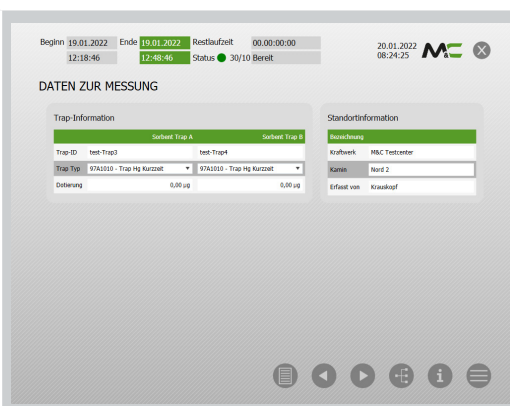 Beginn 19.01.2022 Ende 19.01.2022 Restlaufzeit 00.00:00:00
12:18:46 12:48:46 Status 30/10 Bereit
20.01.2022
08:24:25
M&C
X
DATEN ZUR MESSUNG
Trap-Information
Sorbent Trap A Sorbent Trap B
Trap-ID test-Trap3 test-Trap4
Trap Typ 97A1010 - Trap Hg Kurzzeit 97A1010 - Trap Hg Kurzzeit
Dotierung 0,00 µg 0,00 µg
Standortinformation
Bezeichnung
Kraftwerk M&C Testcenter
Kamin Nord 2
Erfasst von Krauskopf
i